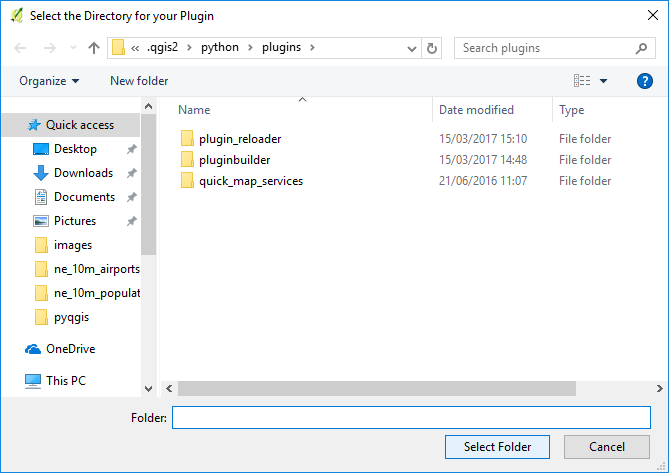 Select the Directory for your Plugin
« .qgis2 > python > plugins >
Search plugins
Organize
New folder
Name
Date modified
Type
Quick access
Desktop
Downloads
Documents
Pictures
images
ne_10m_airports
ne_10m_populat
pyqgis
OneDrive
This PC
plugin_reloader 15/03/2017 15:10 File folder
pluginbuilder 15/03/2017 14:48 File folder
quick_map_services 21/06/2016 11:07 File folder
Folder:
Select Folder
Cancel